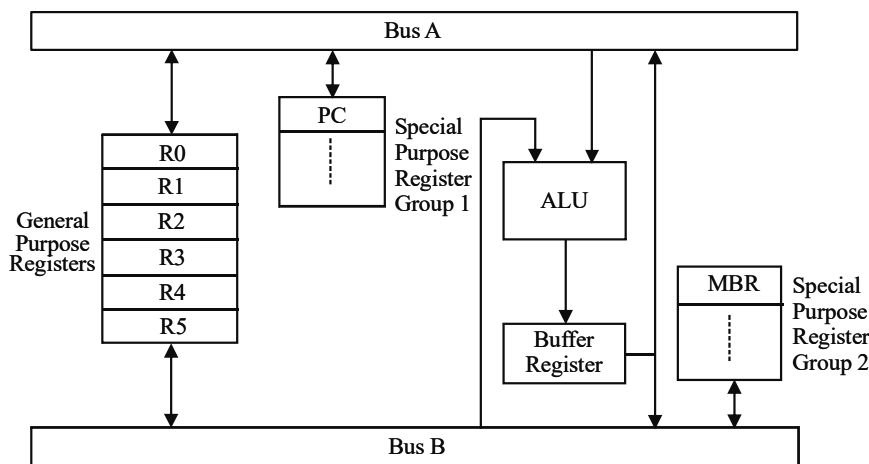 Bus A
PC
Special
Purpose
Register
Group 1
R0
R1
R2
R3
R4
R5
General
Purpose
Registers
ALU
Buffer
Register
MBR
Special
Purpose
Register
Group 2
Bus B